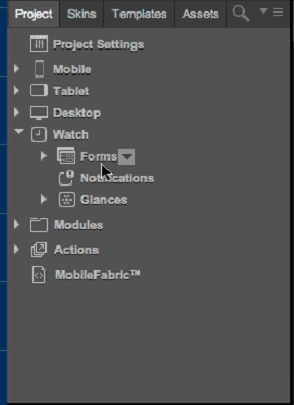 Project Skins Templates Assets
Project Settings
Mobile
Tablet
Desktop
Watch
Forms
Notifications
Glances
Modules
Actions
MobileFabric™